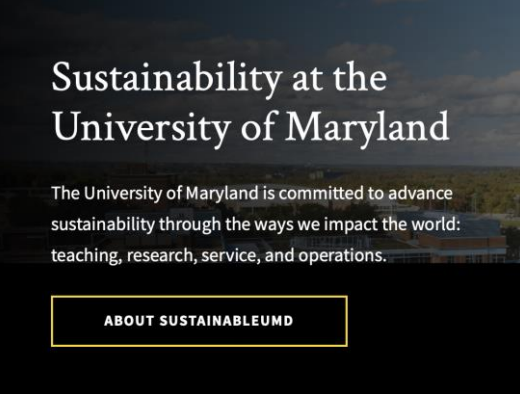 Sustainability at the
University of Maryland
The University of Maryland is committed to advance
sustainability through the ways we impact the world:
teaching, research, service, and operations.
ABOUT SUSTAINABLEUMD